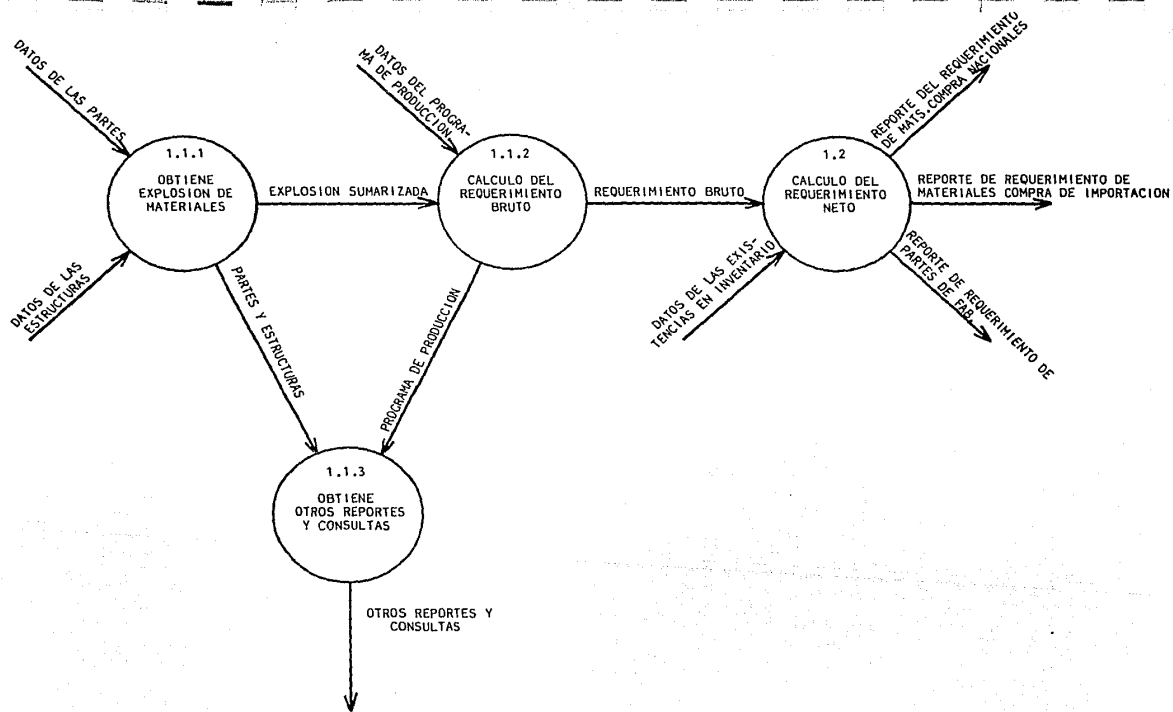 DATOS DE LAS PARTES
DATOS DE LAS
ESTRUCTURAS
1.1.1
OBTIENE
EXPLOSION DE
MATERIALES
EXPLOSION SUMARIZADA
DATOS DEL PROGRA-
MA DE PRODUCCION
1.1.2
CALCULO DEL
REQUERIMIENTO
BRUTO
REQUERIMIENTO BRUTO
DATOS DE LAS EXIS-
TENCIAS EN INVENTARIO
1.2
CALCULO DEL
REQUERIMIENTO
NETO
REPORTE DEL REQUERIMIENTO
DE MATS.COMPRA NACIONALES
REPORTE DE REQUERIMIENTO DE
MATERIALES COMPRA DE IMPORTACION
REPORTE DE REQUERIMIENTO DE
PARTES DE FAB.
PARTES Y ESTRUCTURAS
PROGRAMA DE PRODUCCION
1.1.3
OBTIENE
OTROS REPORTES
Y CONSULTAS
OTROS REPORTES Y
CONSULTAS